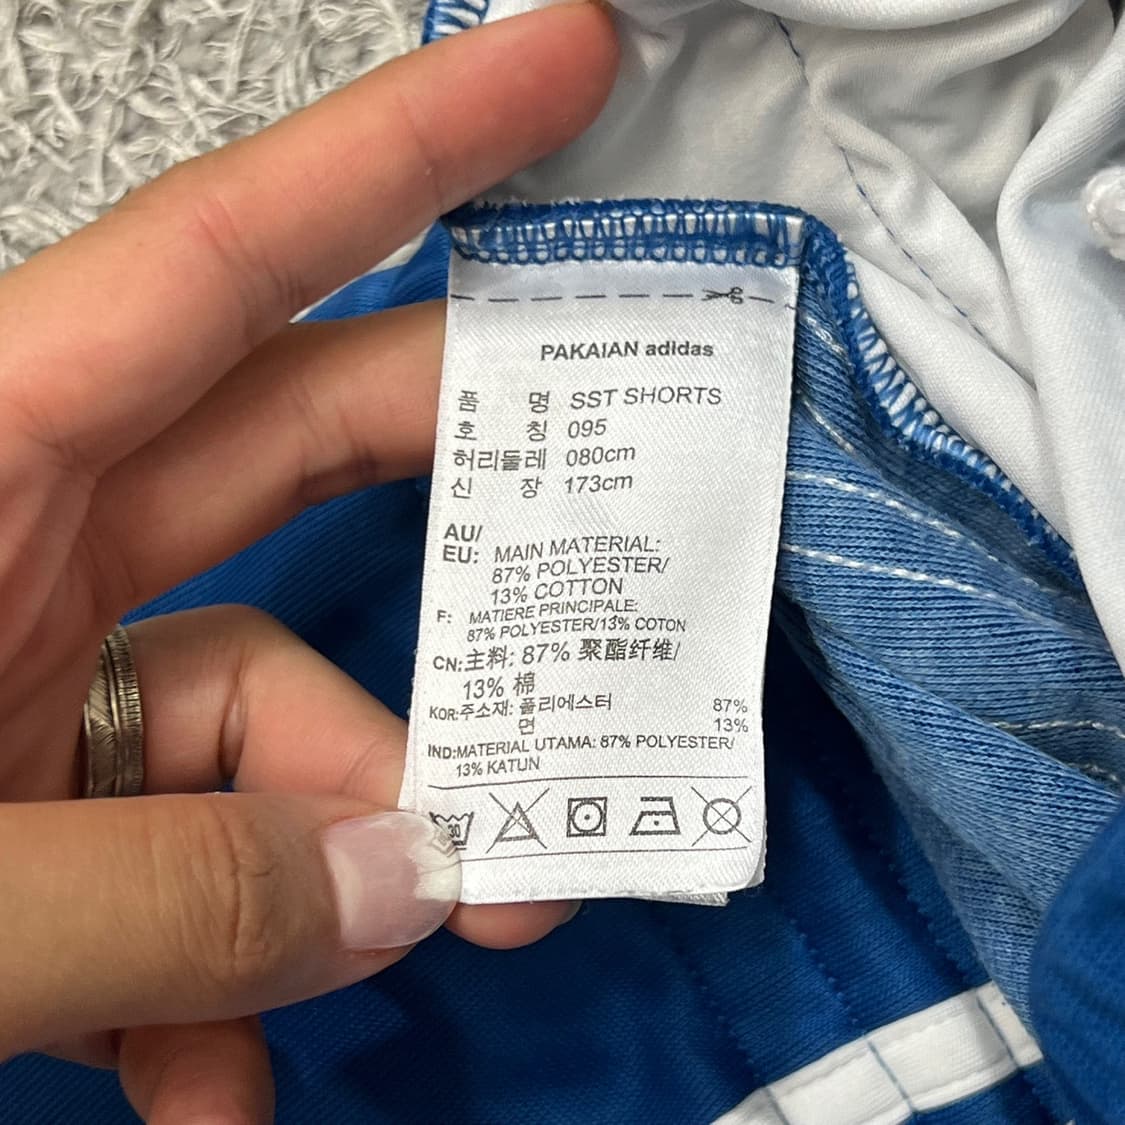 PAKAIAN adidas
품 명 SST SHORTS
호 칭 095
허리둘레 080cm
신 장 173cm
AU/
EU: MAIN MATERIAL:
87% POLYESTER/
13% COTTON
F: MATIERE PRINCIPALE:
87% POLYESTER/13% COTON
CN:主料: 87% 聚酯纤维/
13% 棉
KOR:주소재: 폴리에스터 87%
면 13%
IND:MATERIAL UTAMA: 87% POLYESTER/
13% KATUN
30